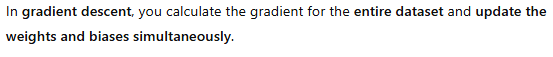 In gradient descent, you calculate the gradient for the entire dataset and update the
weights and biases simultaneously.